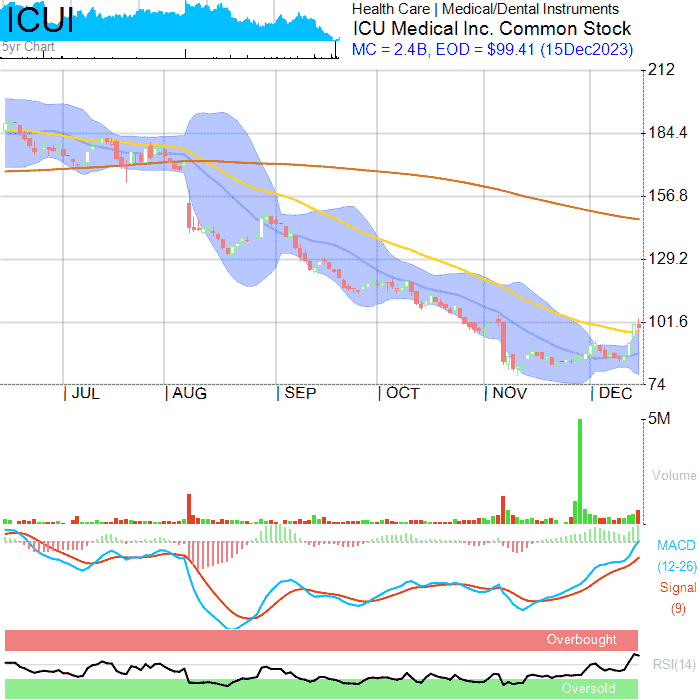 ICUI
5yr Chart
Health Care | Medical/Dental Instruments
ICU Medical Inc. Common Stock
MC = 2.4B, EOD = $99.41 (15Dec2023)
212
184.4
156.8
129.2
101.6
74
JUL AUG SEP OCT NOV DEC
5M
Volume
MACD
(12-26)
Signal
(9)
Overbought
RSI(14)
Oversold